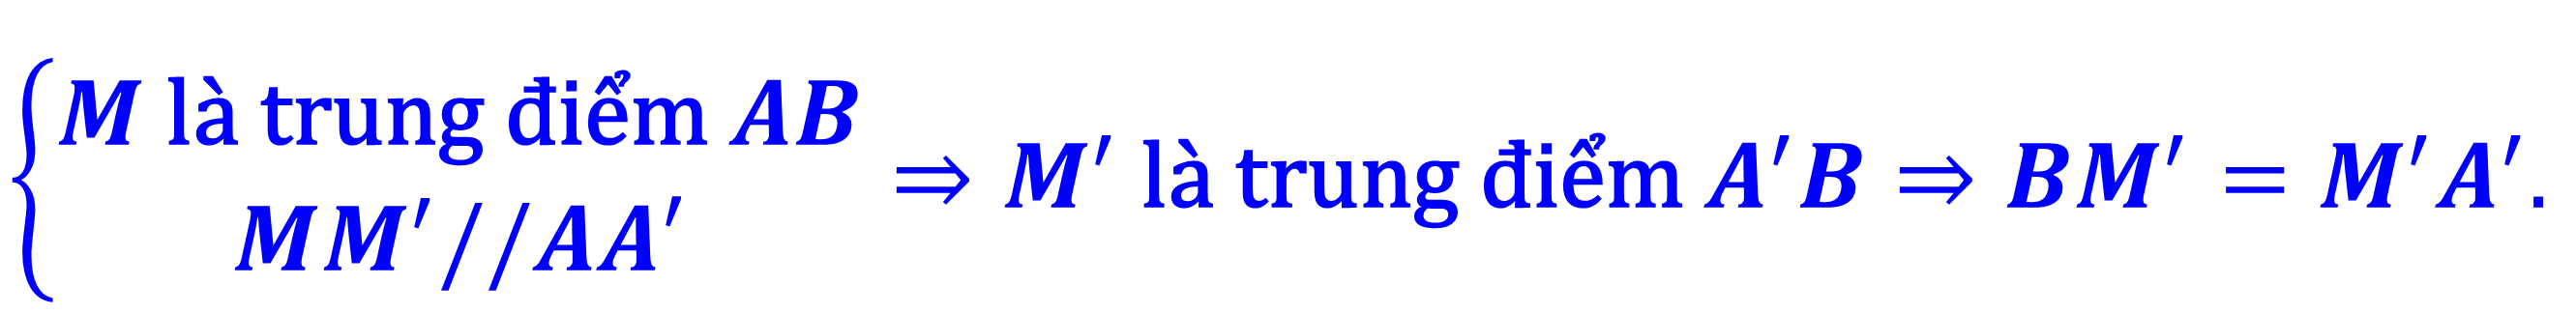 M là trung điểm AB
MM′//AA′
⇒ M′ là trung điểm A′B ⇒ BM′ = M′A′.